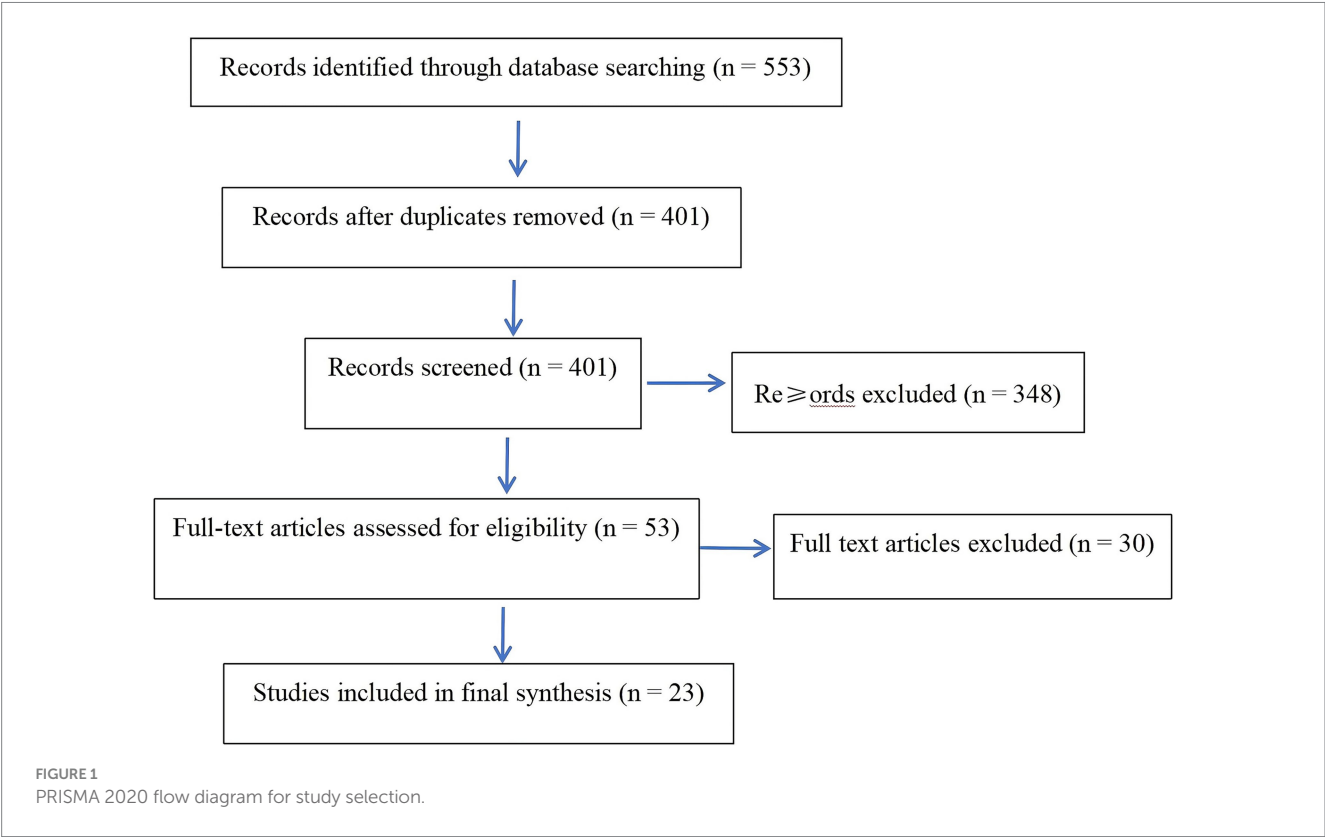 Records identified through database searching (n = 553)
Records after duplicates removed (n = 401)
Records screened (n = 401)
Re≥ords excluded (n = 348)
Full-text articles assessed for eligibility (n = 53)
Full text articles excluded (n = 30)
Studies included in final synthesis (n = 23)
FIGURE 1
PRISMA 2020 flow diagram for study selection.